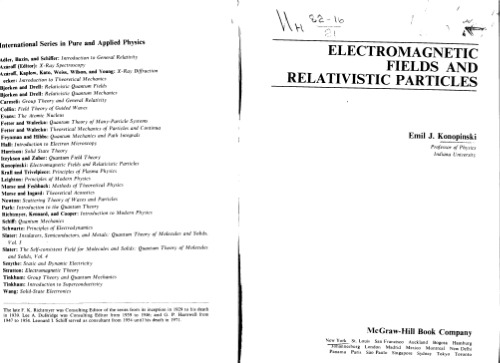 International Series in Pure and Applied Physics
Adler, Bazin, and Schiffer: Introduction to General Relativity
Azároff (Editor): X-Ray Spectroscopy
Azároff, Kaplow, Kato, Weiss, Wilson, and Young: X-Ray Diffraction
Becker: Introduction to Theoretical Mechanics
Bjorken and Drell: Relativistic Quantum Fields
Bjorken and Drell: Relativistic Quantum Mechanics
Carmeli: Group Theory and General Relativity
Collin: Field Theory of Guided Waves
Evans: The Atomic Nucleus
Fetter and Walecka: Quantum Theory of Many-Particle Systems
Fetter and Walecka: Theoretical Mechanics of Particles and Continua
Feynman and Hibbs: Quantum Mechanics and Path Integrals
Hall: Introduction to Electron Microscopy
Harrison: Solid State Theory
Itzykson and Zuber: Quantum Field Theory
Konopinski: Electromagnetic Fields and Relativistic Particles
Krall and Trivelpiece: Principles of Plasma Physics
Leighton: Principles of Modern Physics
Morse and Feshbach: Methods of Theoretical Physics
Morse and Ingard: Theoretical Acoustics
Newton: Scattering Theory of Waves and Particles
Park: Introduction to the Quantum Theory
Richtmyer, Kennard, and Cooper: Introduction to Modern Physics
Schiff: Quantum Mechanics
Schwartz: Principles of Electrodynamics
Slater: Insulators, Semiconductors, and Metals: Quantum Theory of Molecules and Solids,
Vol. 3
Slater: The Self-consistent Field for Molecules and Solids: Quantum Theory of Molecules
and Solids, Vol. 4
Smythe: Static and Dynamic Electricity
Stratton: Electromagnetic Theory
Tinkham: Group Theory and Quantum Mechanics
Tinkham: Introduction to Superconductivity
Wang: Solid-State Electronics
The late F. K. Richtmyer was Consulting Editor of the series from its inception in 1929 to his death
in 1939. Lee A. DuBridge was Consulting Editor from 1939 to 1946; and G. P. Harnwell from
1947 to 1954. Leonard I. Schiff served as consultant from 1954 until his death in 1971.
22-16
21
ELECTROMAGNETIC
FIELDS AND
RELATIVISTIC PARTICLES
Emil J. Konopinski
Professor of Physics
Indiana University
McGraw-Hill Book Company
New York St. Louis San Francisco Auckland Bogotá Hamburg
Johannesburg London Madrid Mexico Montreal New Delhi
Panama Paris São Paulo Singapore Sydney Tokyo Toronto